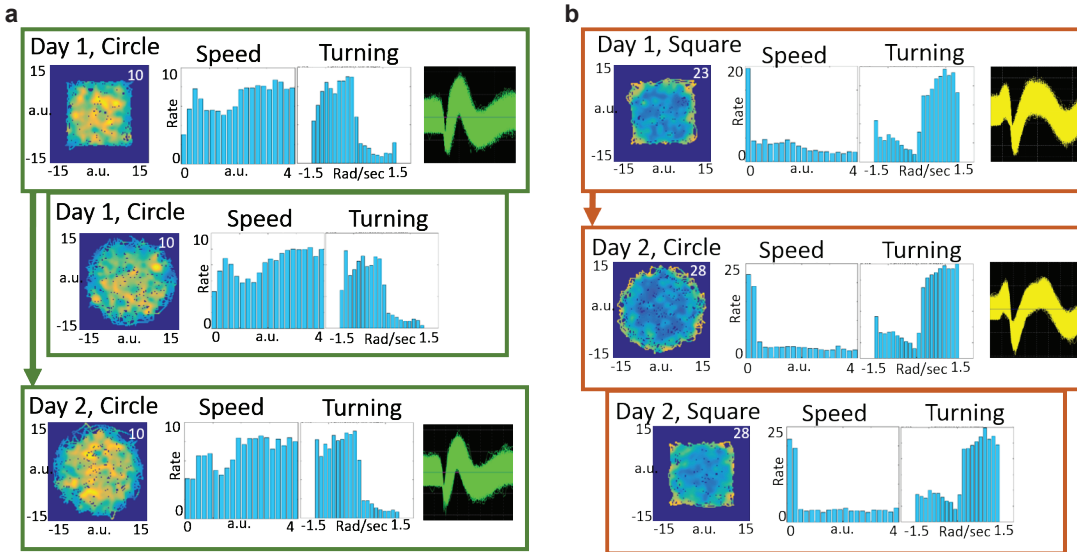 a
Day 1, Circle
Speed
Turning
15
a.u.
-15
10
-15 a.u. 15
10
Rate
0
0 a.u. 4
-1.5 Rad/sec 1.5
Day 1, Circle
Speed
Turning
15
a.u.
-15
10
-15 a.u. 15
10
Rate
0
0 a.u. 4
-1.5 Rad/sec 1.5
Day 2, Circle
Speed
Turning
15
a.u.
-15
10
-15 a.u. 15
10
Rate
0
0 a.u. 4
-1.5 Rad/sec 1.5
b
Day 1, Square
Speed
Turning
15
a.u.
-15
23
-15 a.u. 15
20
Rate
0
0 a.u. 4
-1.5 Rad/sec 1.5
Day 2, Circle
Speed
Turning
15
a.u.
-15
28
-15 a.u. 15
25
Rate
0
0 a.u. 4
-1.5 Rad/sec 1.5
Day 2, Square
Speed
Turning
15
a.u.
-15
28
-15 a.u. 15
25
Rate
0
0 a.u. 4
-1.5 Rad/sec 1.5